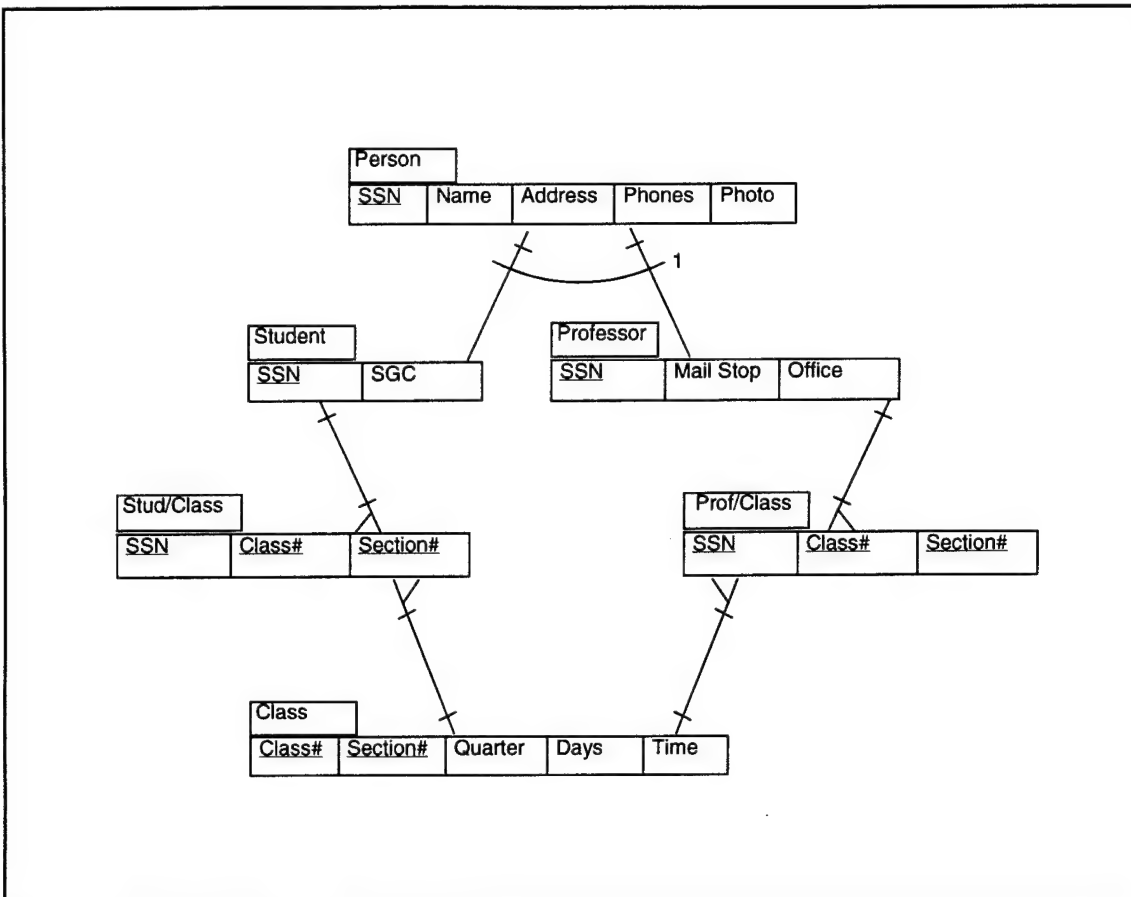 Person
SSN Name Address Phones Photo
1
Student
SSN SGC
Professor
SSN Mail Stop Office
Stud/Class
SSN Class# Section#
Prof/Class
SSN Class# Section#
Class
Class# Section# Quarter Days Time